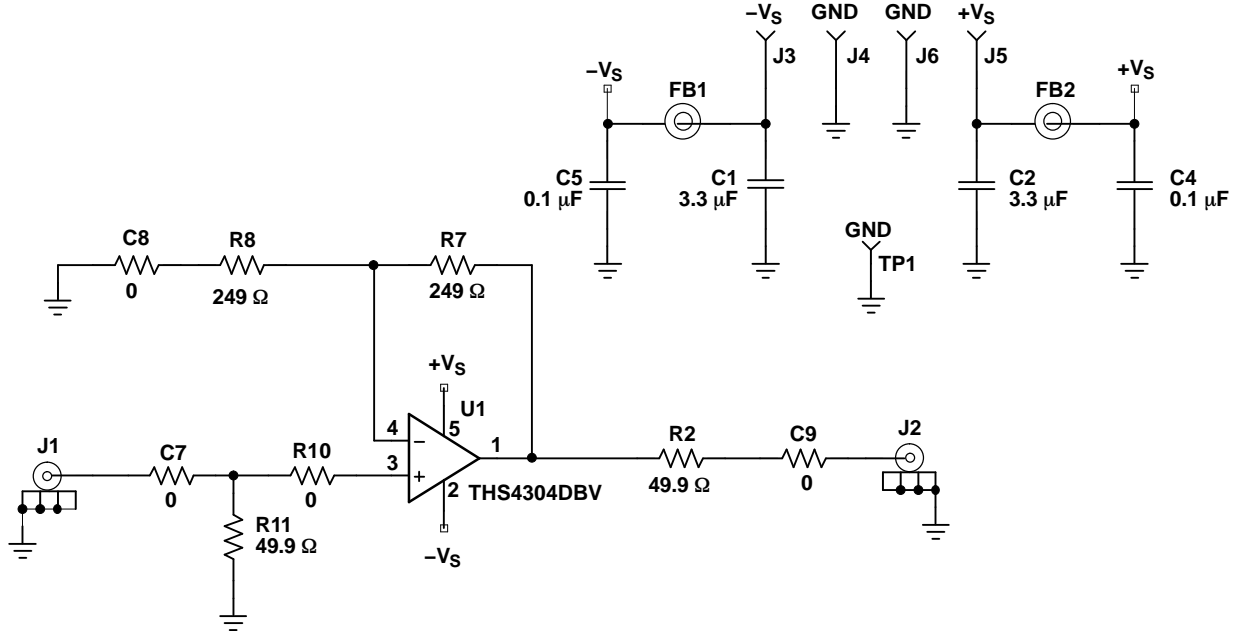 −VS
GND
GND
+VS
J3
J4
J6
J5
−VS
FB1
FB2
+VS
C5
0.1 µF
C1
3.3 µF
C2
3.3 µF
C4
0.1 µF
GND
TP1
C8
0
R8
249 Ω
R7
249 Ω
+VS
U1
4
−
5
1
3
+
2
THS4304DBV
−VS
J1
C7
0
R10
0
R11
49.9 Ω
R2
49.9 Ω
C9
0
J2